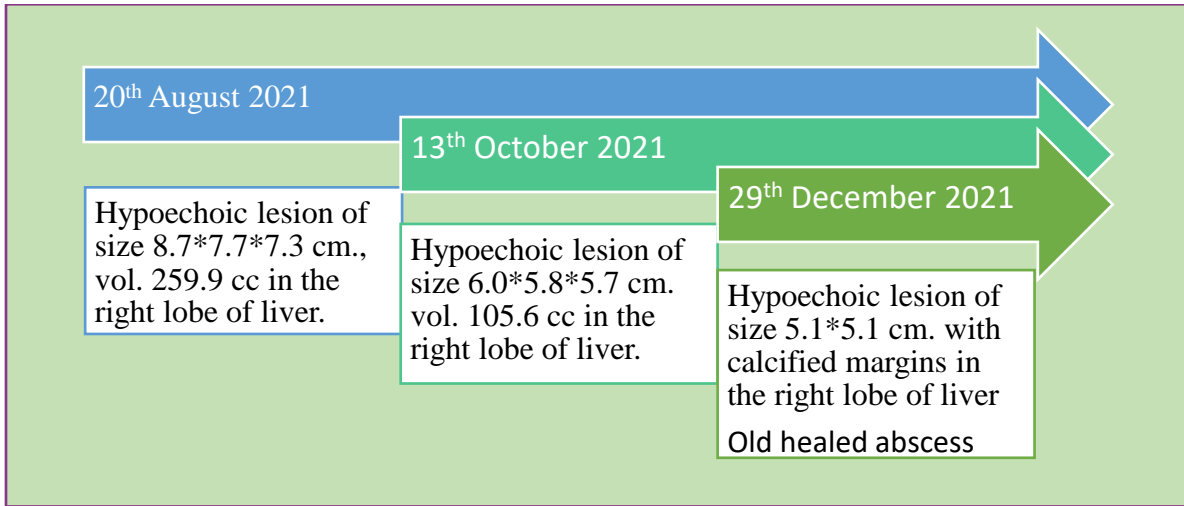 20th August 2021
Hypoechoic lesion of
size 8.7*7.7*7.3 cm.,
vol. 259.9 cc in the
right lobe of liver.
13th October 2021
Hypoechoic lesion of
size 6.0*5.8*5.7 cm.
vol. 105.6 cc in the
right lobe of liver.
29th December 2021
Hypoechoic lesion of
size 5.1*5.1 cm. with
calcified margins in
the right lobe of liver
Old healed abscess